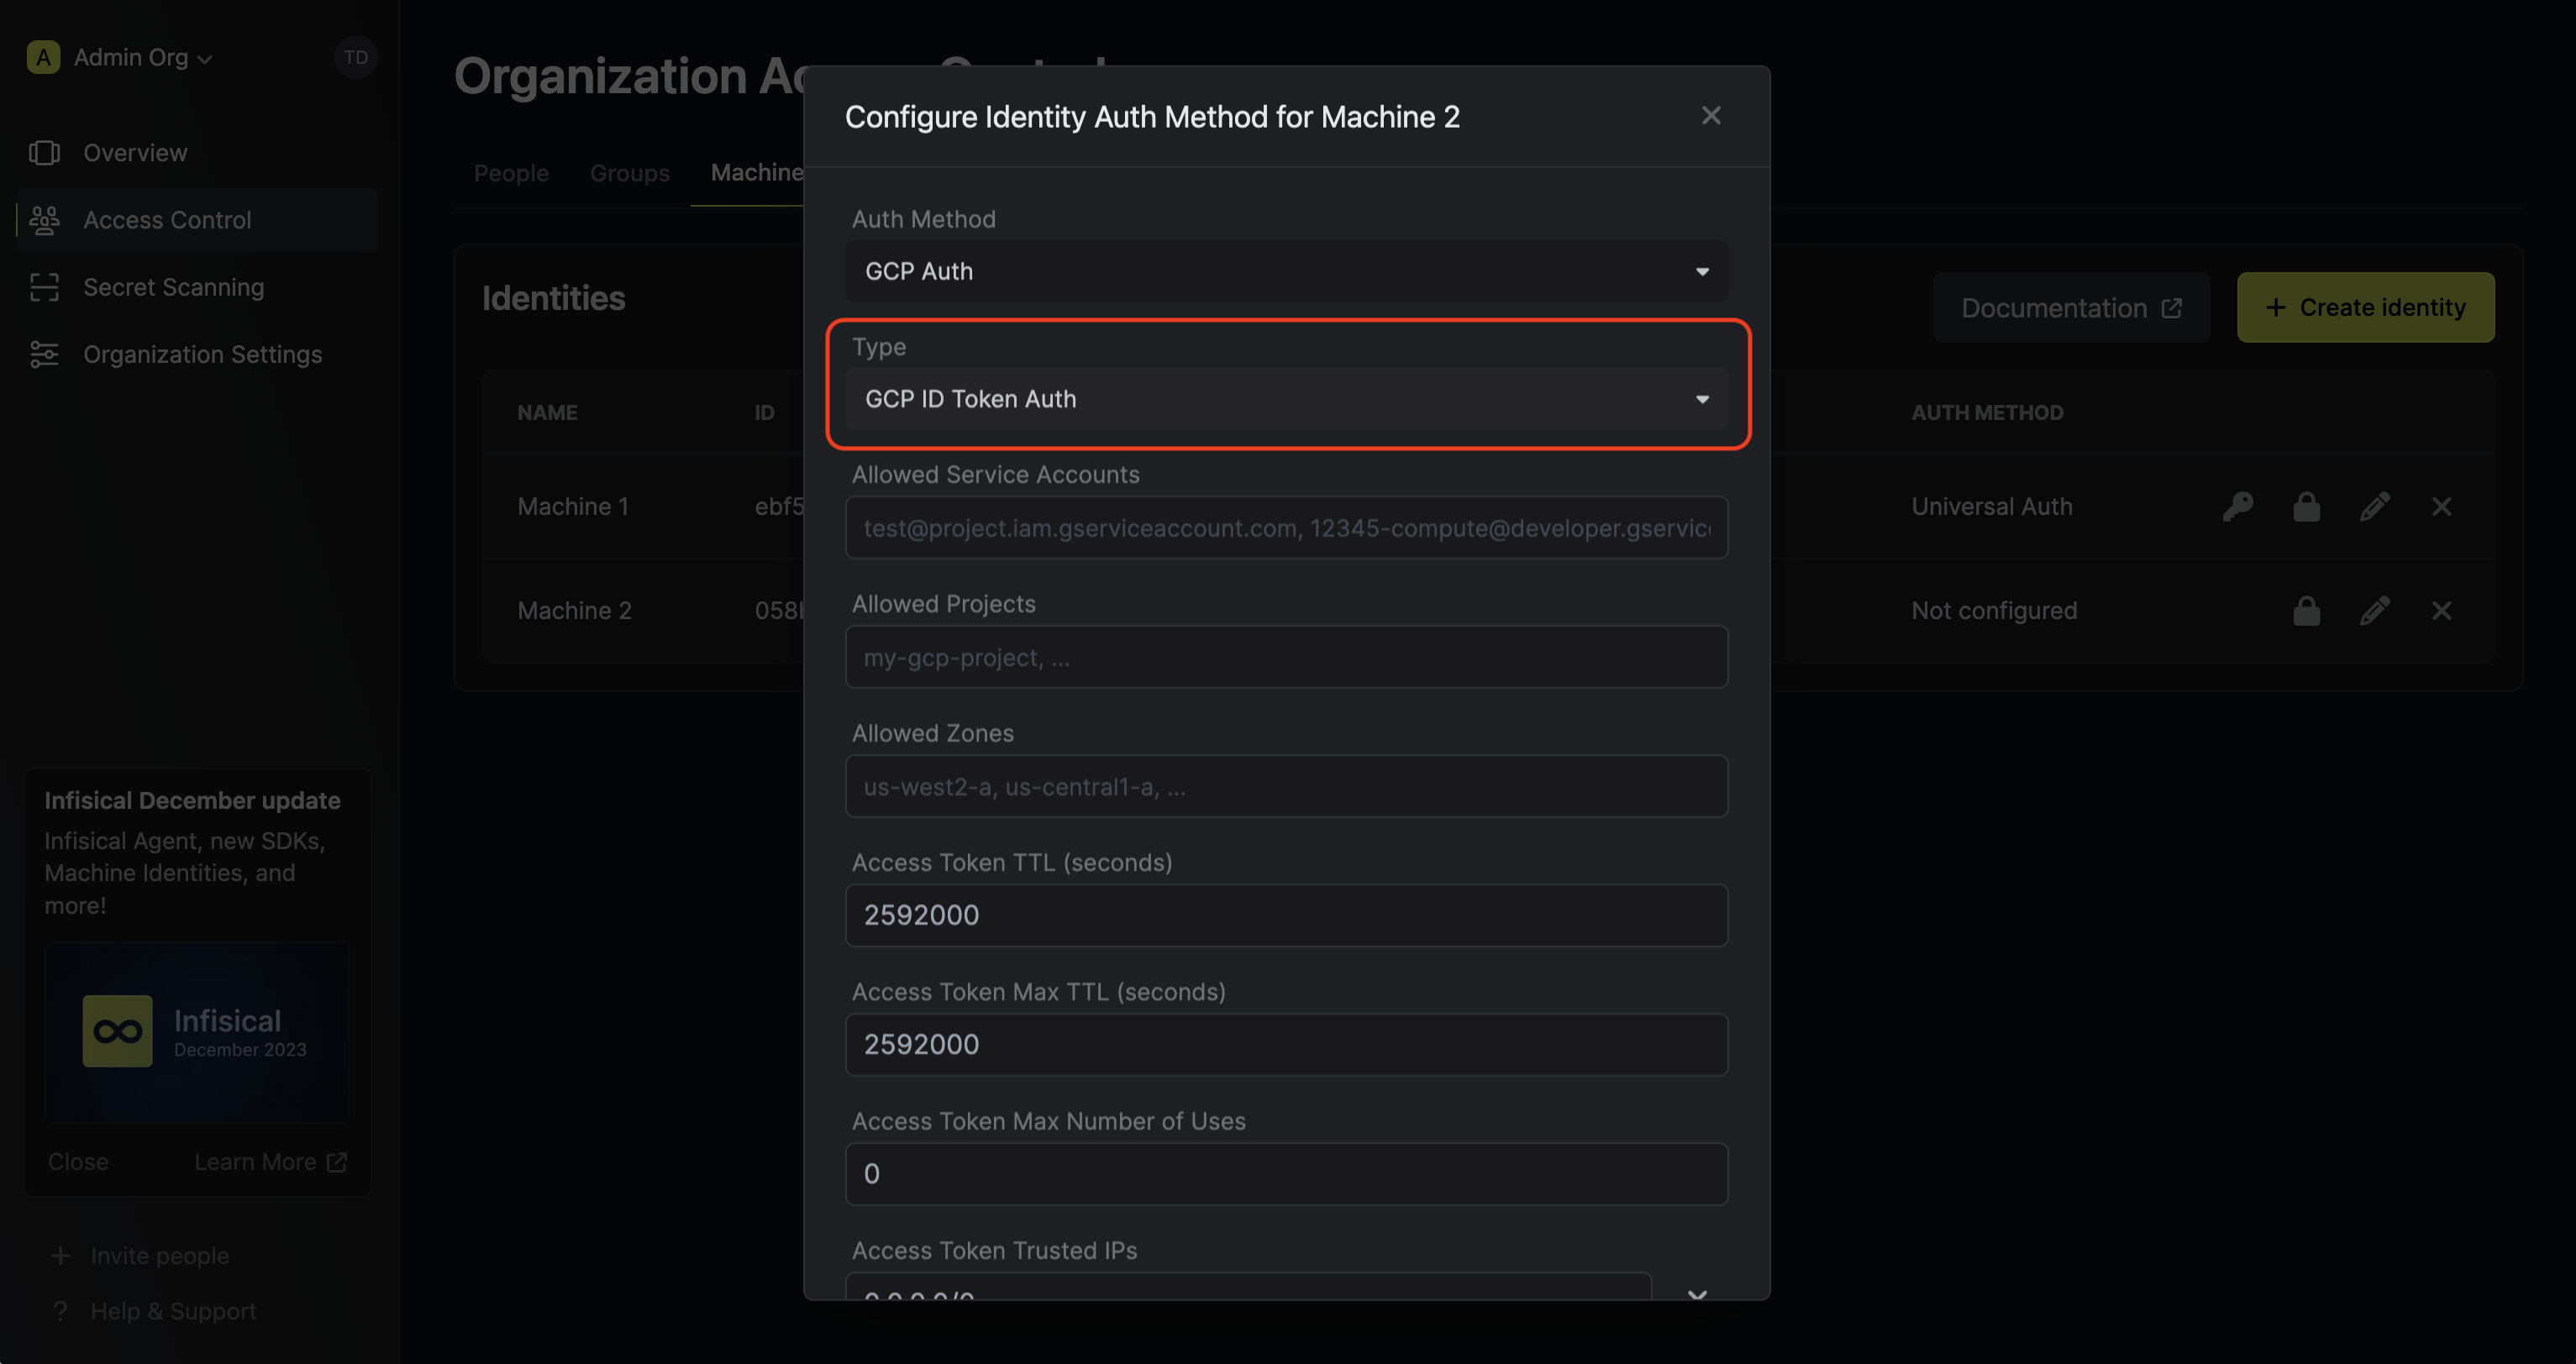 A Admin Org
TD
Overview
Access Control
Secret Scanning
Organization Settings
Infisical December update
Infisical Agent, new SDKs,
Machine Identities, and
more!
Infisical
December 2023
Close
Learn More
Invite people
? Help & Support
Organization
People
Groups
Machine
Identities
Documentation
+ Create identity
NAME
ID
AUTH METHOD
Machine 1
ebf5
Universal Auth
Machine 2
Not configured
Configure Identity Auth Method for Machine 2
Auth Method
GCP Auth
Type
GCP ID Token Auth
Allowed Service Accounts
test@project.iam.gserviceaccount.com, 12345-compute@developer.gservic
Allowed Projects
my-gcp-project, ...
Allowed Zones
us-west2-a, us-central1-a, ...
Access Token TTL (seconds)
2592000
Access Token Max TTL (seconds)
2592000
Access Token Max Number of Uses
0
Access Token Trusted IPs